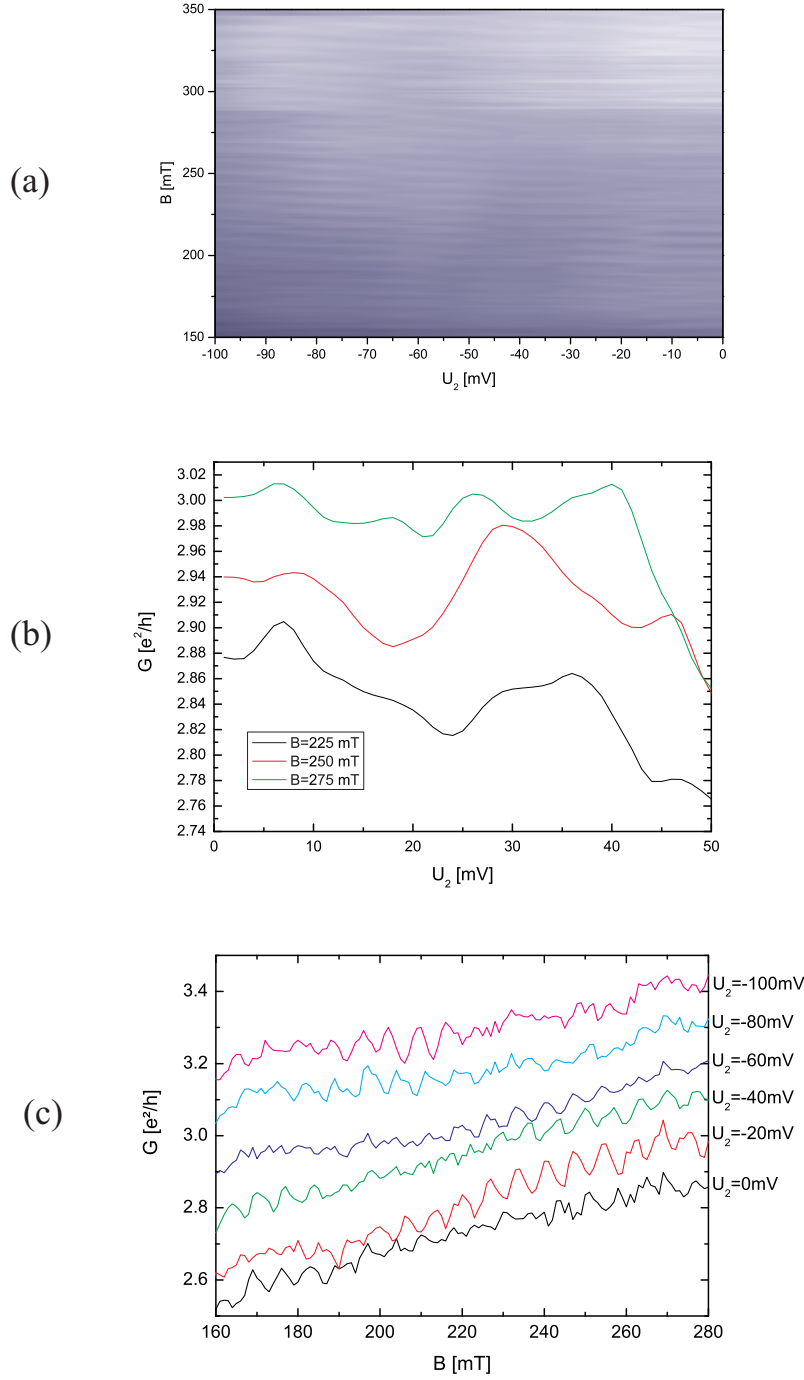 (a)
350
300
250
200
150
B [mT]
-100 -90 -80 -70 -60 -50 -40 -30 -20 -10 0
U₂ [mV]
(b)
3.02
3.00
2.98
2.96
2.94
2.92
2.90
2.88
2.86
2.84
2.82
2.80
2.78
2.76
2.74
G [e²/h]
B=225 mT
B=250 mT
B=275 mT
0 10 20 30 40 50
U₂ [mV]
(c)
3.4
3.2
3.0
2.8
2.6
G [e²/h]
U₂=-100mV
U₂=-80mV
U₂=-60mV
U₂=-40mV
U₂=-20mV
U₂=0mV
160 180 200 220 240 260 280
B [mT]